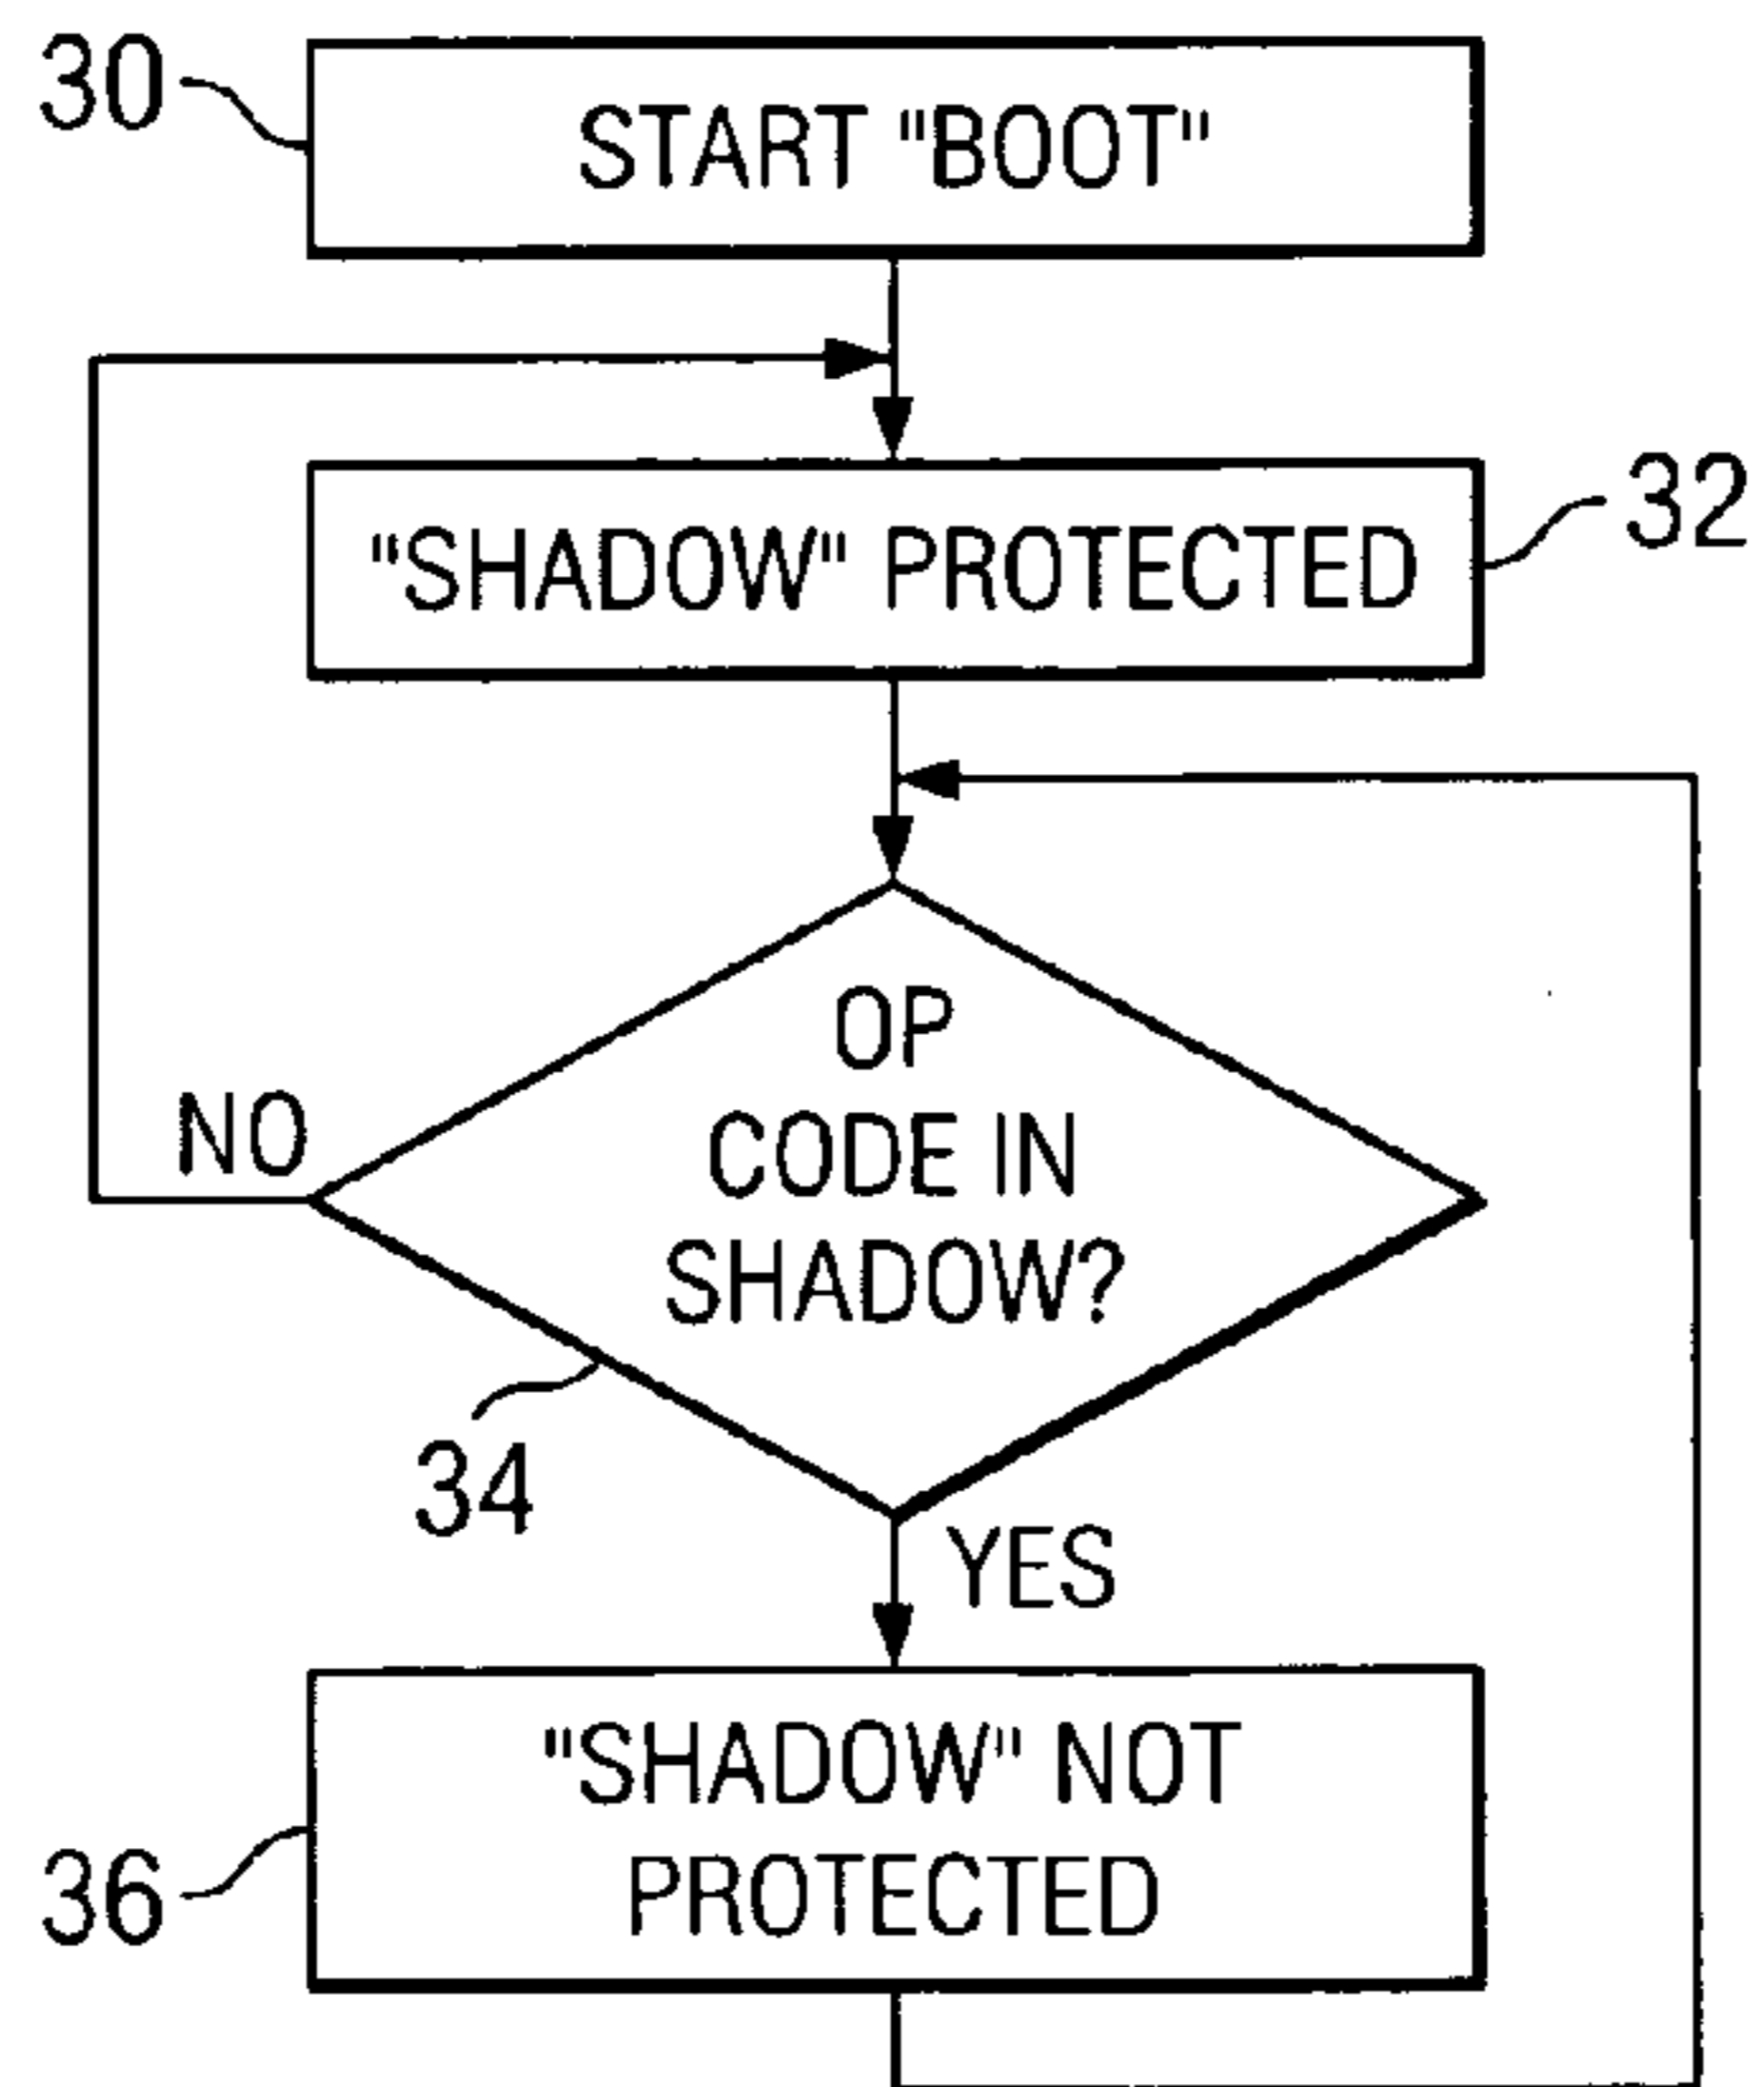 30
START "BOOT"
"SHADOW" PROTECTED
32
OP
CODE IN
SHADOW?
NO
34
YES
"SHADOW" NOT
PROTECTED
36